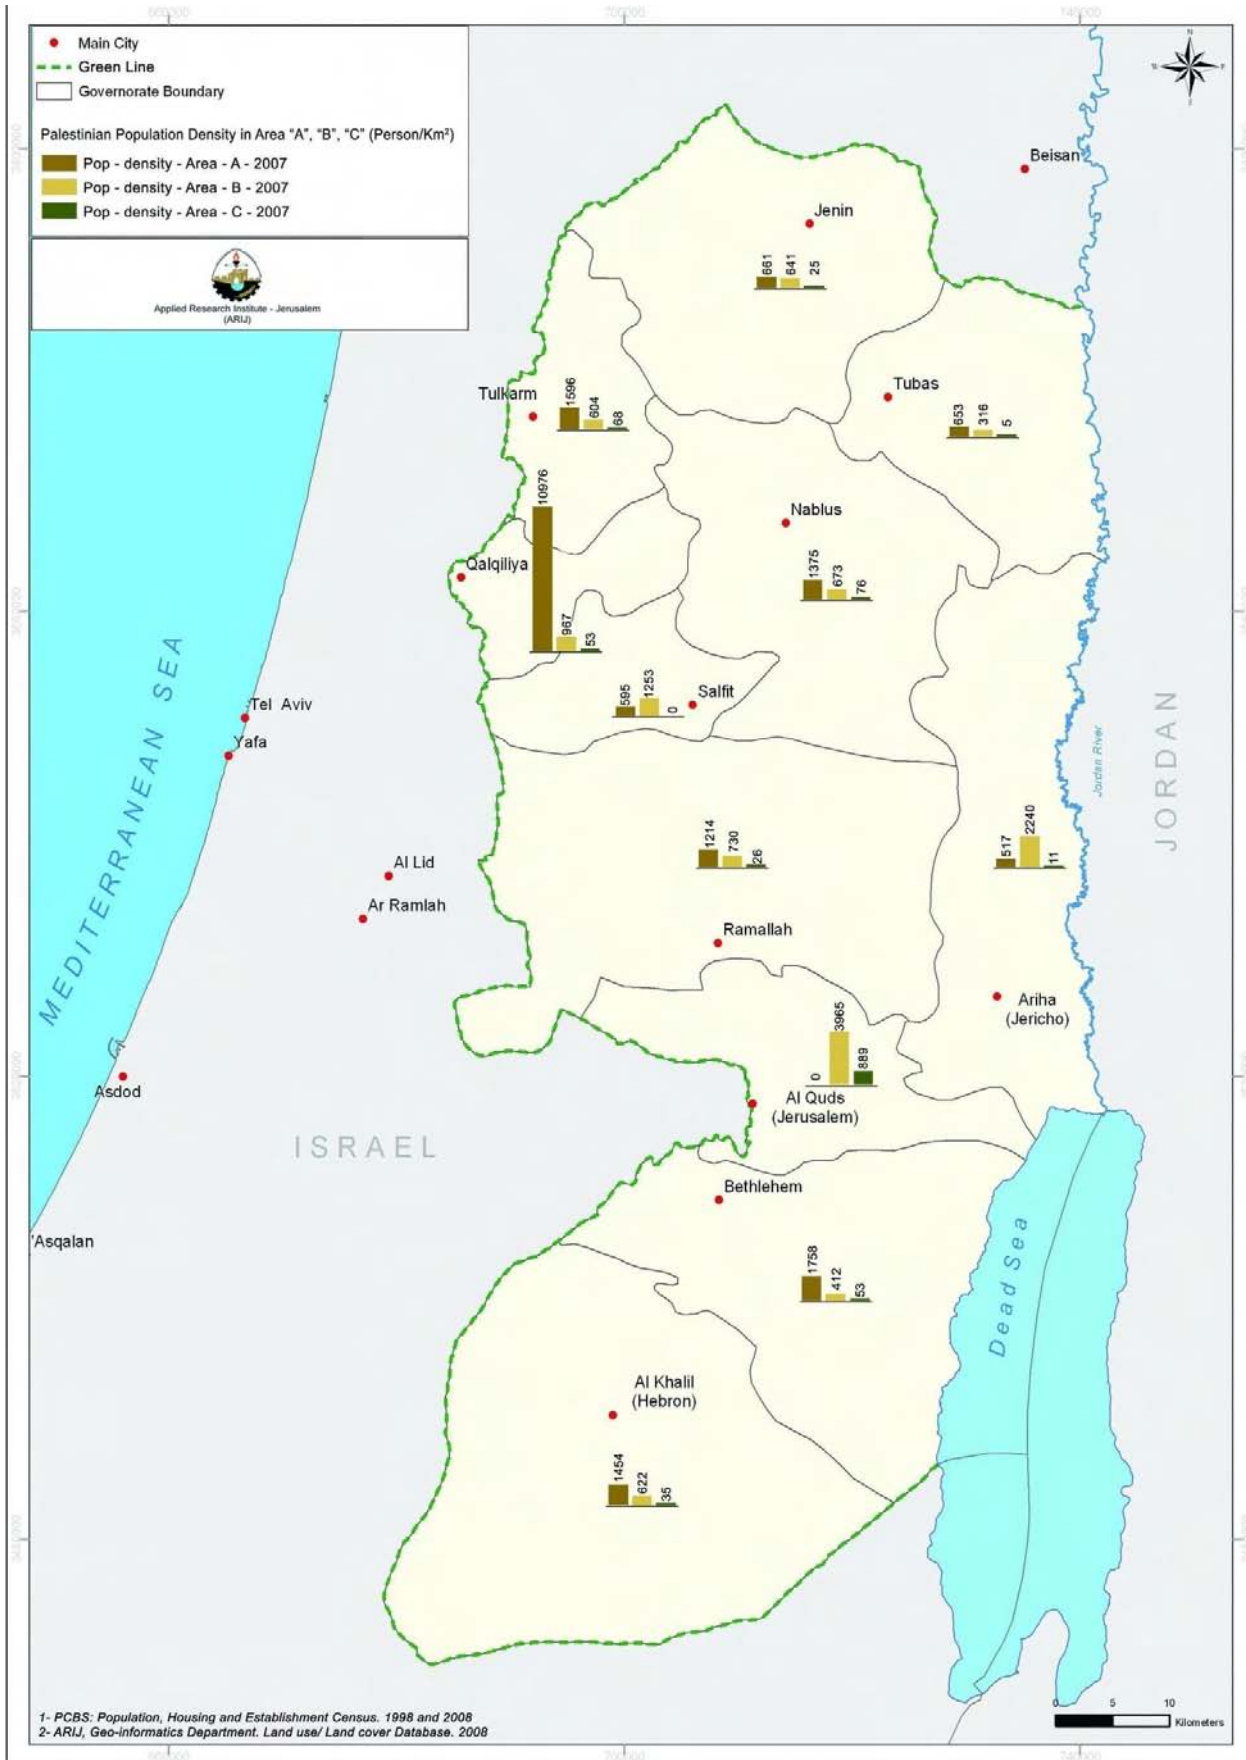 660000
700000
740000
Main City
Green Line
Governorate Boundary
Palestinian Population Density in Area "A", "B", "C" (Person/Km²)
Pop - density - Area - A - 2007
Pop - density - Area - B - 2007
Pop - density - Area - C - 2007
Applied Research Institute - Jerusalem
(ARIJ)
N
Beisan
Jenin
661
641
25
Tulkarm
1596
604
68
Tubas
653
316
5
10976
967
53
Qalqiliya
Nablus
1375
673
76
595
1253
0
Salfit
Tel Aviv
Yafa
MEDITERRANEAN SEA
JORDAN
Jordan River
1214
730
26
517
2240
11
Al Lid
Ar Ramlah
Ramallah
Ariha
(Jericho)
0
3965
889
Al Quds
(Jerusalem)
Asdod
ISRAEL
Bethlehem
'Asqalan
1758
412
53
Dead Sea
Al Khalil
(Hebron)
1454
622
35
1- PCBS: Population, Housing and Establishment Census. 1998 and 2008
2- ARIJ, Geo-informatics Department. Land use/ Land cover Database. 2008
0
5
10
Kilometers